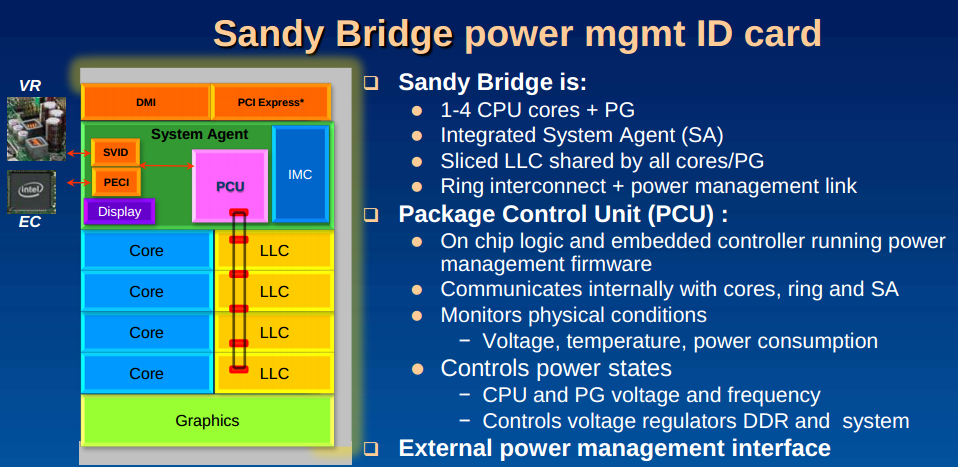 Sandy Bridge power mgmt ID card
VR
EC
intel
DMI
PCI Express*
System Agent
SVID
PECI
Display
PCU
IMC
Core
LLC
Core
LLC
Core
LLC
Core
LLC
Graphics
Sandy Bridge is:
1-4 CPU cores + PG
Integrated System Agent (SA)
Sliced LLC shared by all cores/PG
Ring interconnect + power management link
Package Control Unit (PCU) :
On chip logic and embedded controller running power
management firmware
Communicates internally with cores, ring and SA
Monitors physical conditions
– Voltage, temperature, power consumption
Controls power states
– CPU and PG voltage and frequency
– Controls voltage regulators DDR and system
External power management interface